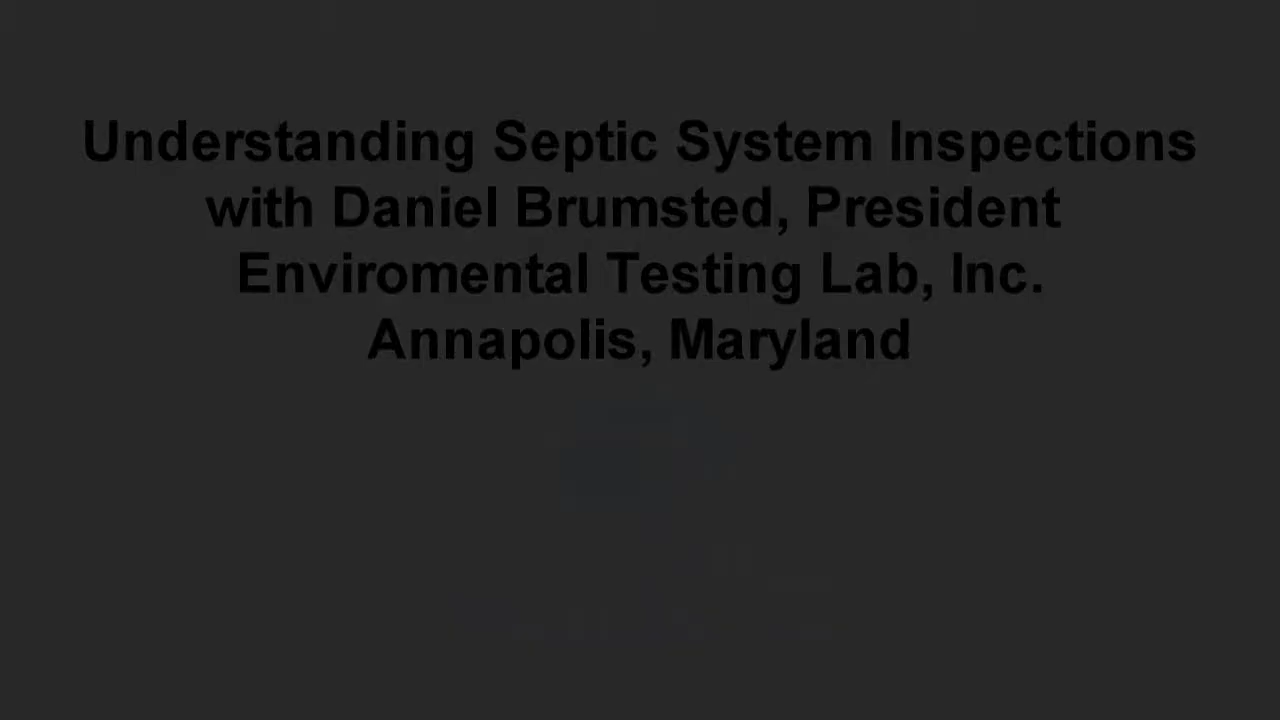 Understanding Septic System Inspections
with Daniel Brumsted, President
Enviromental Testing Lab, Inc.
Annapolis, Maryland